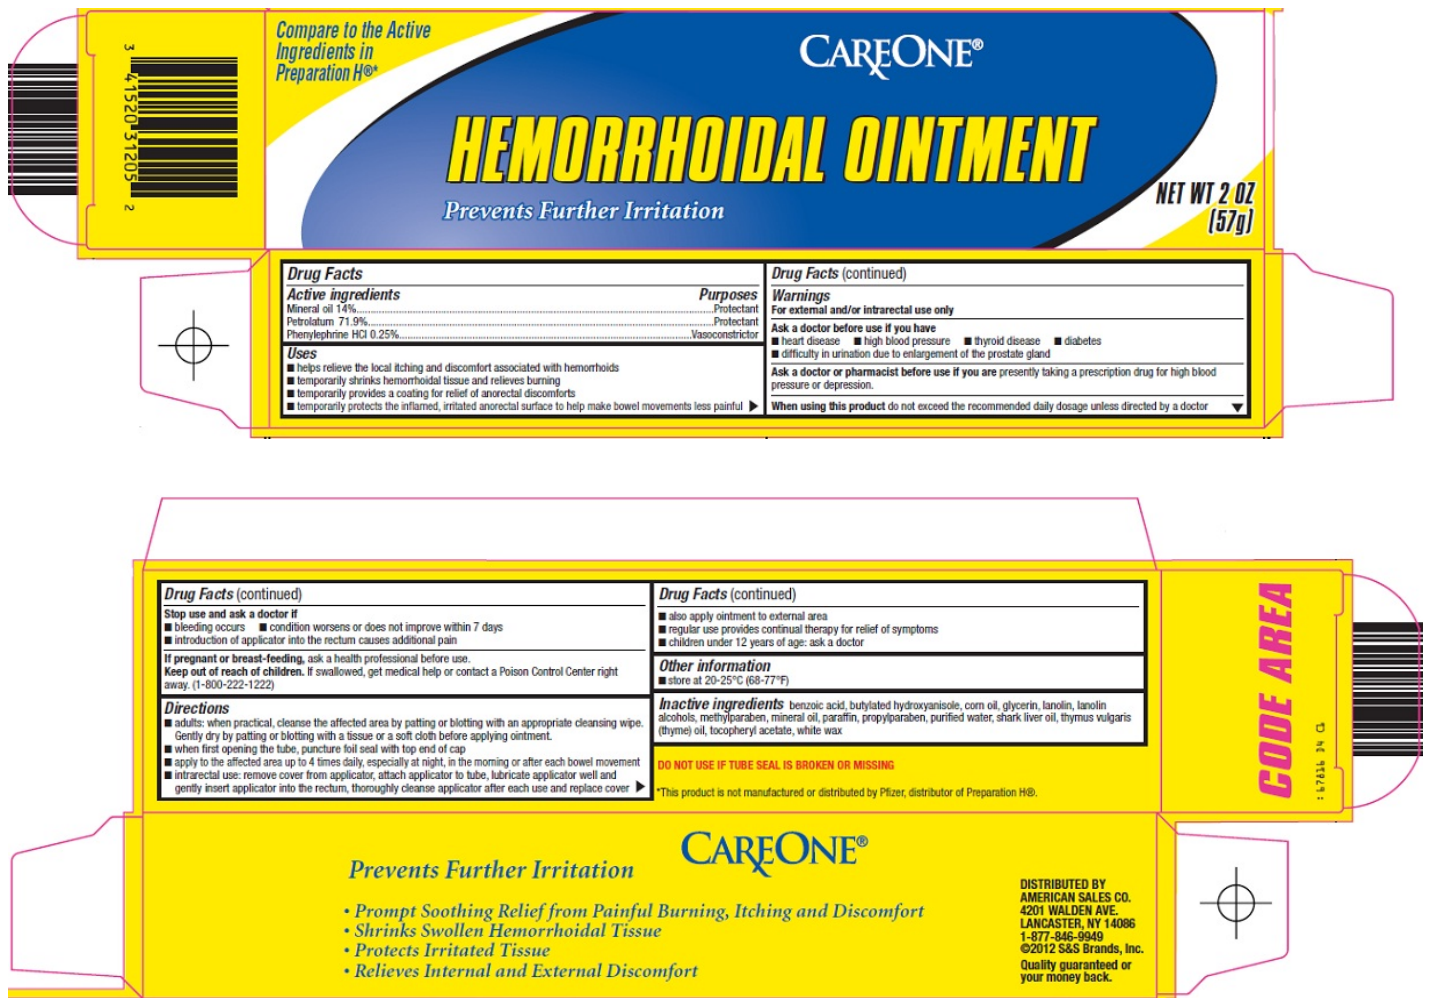 Compare to the Active
Ingredients in
Preparation H®*
CAREONE®
HEMORRHOIDAL OINTMENT
Prevents Further Irritation
NET WT 2 OZ
(57g)
3 41520 31205 2
Drug Facts
Active ingredients Purposes
Mineral oil 14%...Protectant
Petrolatum 71.9%...Protectant
Phenylephrine HCl 0.25%...Vasoconstrictor
Uses
■ helps relieve the local itching and discomfort associated with hemorrhoids
■ temporarily shrinks hemorrhoidal tissue and relieves burning
■ temporarily provides a coating for relief of anorectal discomforts
■ temporarily protects the inflamed, irritated anorectal surface to help make bowel movements less painful
Drug Facts (continued)
Warnings
For external and/or intrarectal use only
Ask a doctor before use if you have
■ heart disease ■ high blood pressure ■ thyroid disease ■ diabetes
■ difficulty in urination due to enlargement of the prostate gland
Ask a doctor or pharmacist before use if you are presently taking a prescription drug for high blood
pressure or depression.
When using this product do not exceed the recommended daily dosage unless directed by a doctor
Drug Facts (continued)
Stop use and ask a doctor if
■ bleeding occurs ■ condition worsens or does not improve within 7 days
■ introduction of applicator into the rectum causes additional pain
If pregnant or breast-feeding, ask a health professional before use.
Keep out of reach of children. If swallowed, get medical help or contact a Poison Control Center right
away. (1-800-222-1222)
Directions
■ adults: when practical, cleanse the affected area by patting or blotting with an appropriate cleansing wipe.
Gently dry by patting or blotting with a tissue or a soft cloth before applying ointment.
■ when first opening the tube, puncture foil seal with top end of cap
■ apply to the affected area up to 4 times daily, especially at night, in the morning or after each bowel movement
■ intrarectal use: remove cover from applicator, attach applicator to tube, lubricate applicator well and
gently insert applicator into the rectum, thoroughly cleanse applicator after each use and replace cover
Drug Facts (continued)
■ also apply ointment to external area
■ regular use provides continual therapy for relief of symptoms
■ children under 12 years of age: ask a doctor
Other information
■ store at 20-25°C (68-77°F)
Inactive ingredients benzoic acid, butylated hydroxyanisole, corn oil, glycerin, lanolin, lanolin
alcohols, methylparaben, mineral oil, paraffin, propylparaben, purified water, shark liver oil, thymus vulgaris
(thyme) oil, tocopheryl acetate, white wax
DO NOT USE IF TUBE SEAL IS BROKEN OR MISSING
*This product is not manufactured or distributed by Pfizer, distributor of Preparation H®.
CODE AREA
: 67816 D4 C1
CAREONE®
Prevents Further Irritation
• Prompt Soothing Relief from Painful Burning, Itching and Discomfort
• Shrinks Swollen Hemorrhoidal Tissue
• Protects Irritated Tissue
• Relieves Internal and External Discomfort
DISTRIBUTED BY
AMERICAN SALES CO.
4201 WALDEN AVE.
LANCASTER, NY 14086
1-877-846-9949
©2012 S&S Brands, Inc.
Quality guaranteed or
your money back.